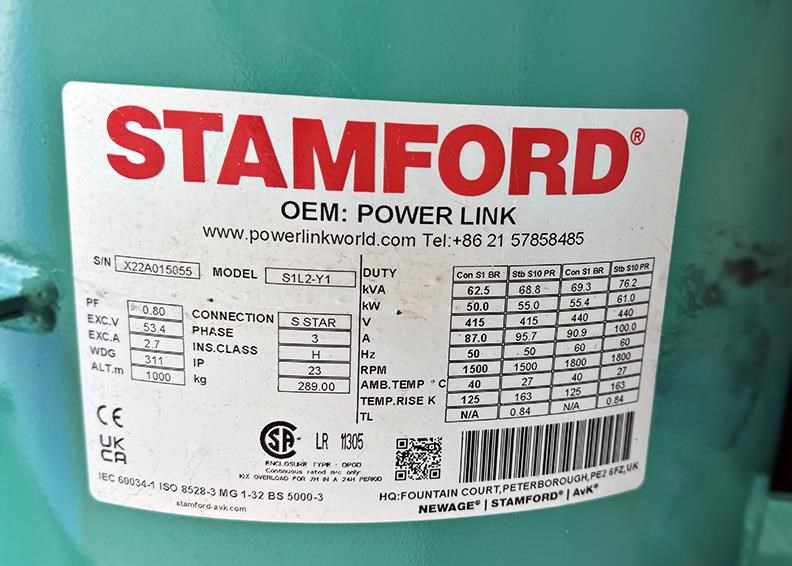 STAMFORD®
OEM: POWER LINK
www.powerlinkworld.com Tel:+86 21 57858485
S/N X22A015055 MODEL S1L2-Y1
PF 0.80
EXC.V 53.4
EXC.A 2.7
WDG 311
ALT.m 1000
CONNECTION S STAR
PHASE 3
INS.CLASS H
IP 23
kg 289.00
DUTY Con S1 BR Stb S10 PR Con S1 BR Stb S10 PR
kVA 62.5 68.8 69.3 76.2
kW 50.0 55.0 55.4 61.0
V 415 415 440 440
A 87.0 95.7 90.9 100.0
Hz 50 50 60 60
RPM 1500 1500 1800 1800
AMB.TEMP °C 40 27 40 27
TEMP.RISE K 125 163 125 163
TL N/A 0.84 N/A 0.84
CE
UK
CA
SA LR 11305
ENCLOSURE TYPE : OPGD
Continuous rated m/c only
10% OVERLOAD FOR 2H IN A 24H PERIOD
IEC 60034-1 ISO 8528-3 MG 1-32 BS 5000-3
stamford-avk.com
HQ:FOUNTAIN COURT,PETERBOROUGH,PE2 6FZ,UK
NEWAGE® | STAMFORD® | AvK®